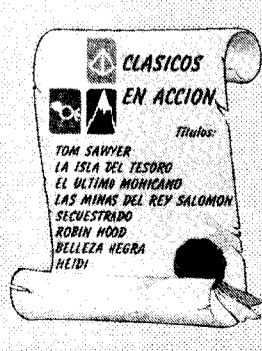 CLASICOS
EN ACCION
Títulos:
TOM SAWYER
LA ISLA DEL TESORO
EL ULTIMO MOHICANO
LAS MINAS DEL REY SALOMON
SECUESTRADO
ROBIN HOOD
BELLEZA NEGRA
HEIDI